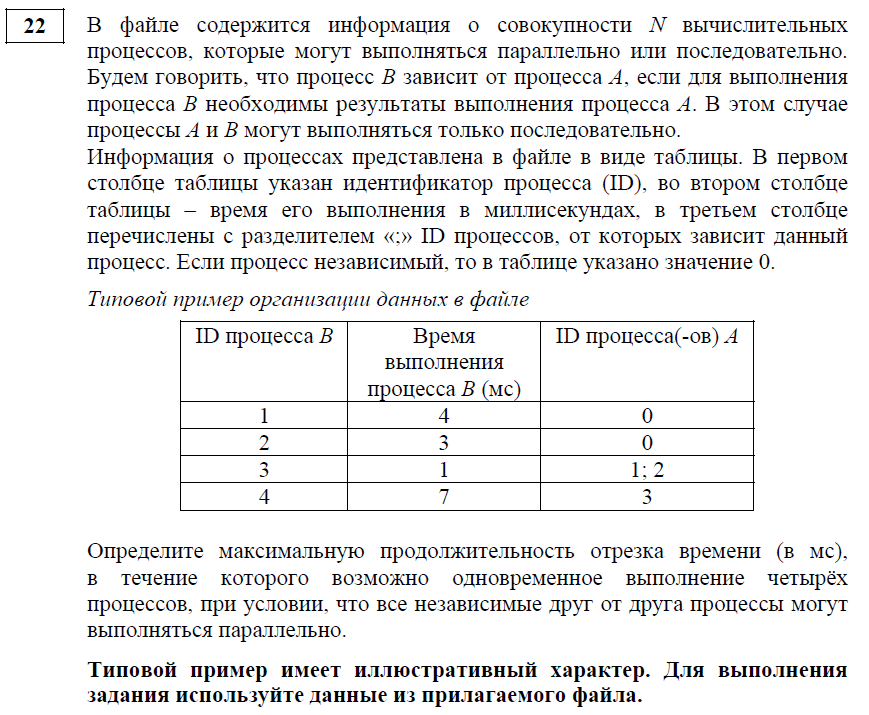 22
В файле содержится информация о совокупности N вычислительных
процессов, которые могут выполняться параллельно или последовательно.
Будем говорить, что процесс B зависит от процесса A, если для выполнения
процесса B необходимы результаты выполнения процесса A. В этом случае
процессы A и B могут выполняться только последовательно.
Информация о процессах представлена в файле в виде таблицы. В первом
столбце таблицы указан идентификатор процесса (ID), во втором столбце
таблицы – время его выполнения в миллисекундах, в третьем столбце
перечислены с разделителем «;» ID процессов, от которых зависит данный
процесс. Если процесс независимый, то в таблице указано значение 0.
Типовой пример организации данных в файле
ID процесса B
Время
выполнения
процесса B (мс)
ID процесса(-ов) A
1 4 0
2 3 0
3 1 1; 2
4 7 3
Определите максимальную продолжительность отрезка времени (в мс),
в течение которого возможно одновременное выполнение четырёх
процессов, при условии, что все независимые друг от друга процессы могут
выполняться параллельно.
Типовой пример имеет иллюстративный характер. Для выполнения
задания используйте данные из прилагаемого файла.